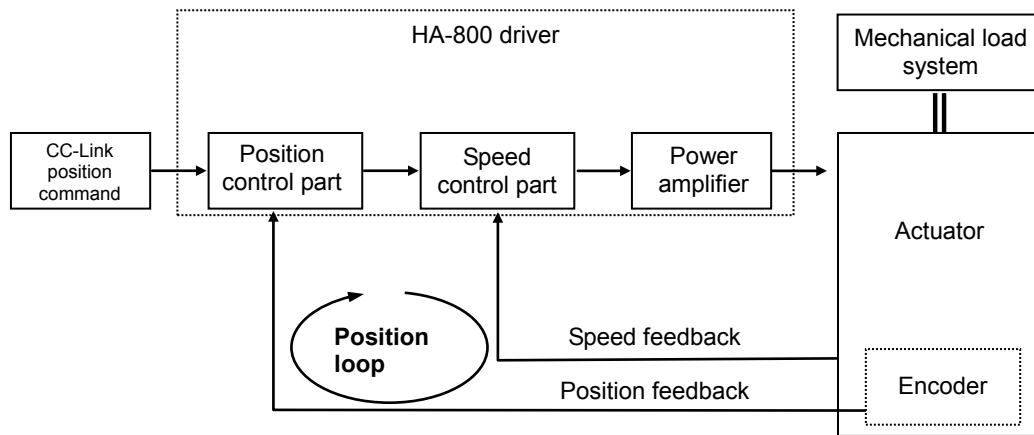 HA-800 driver
Mechanical load
system
CC-Link
position
command
Position
control part
Speed
control part
Power
amplifier
Actuator
Position
loop
Speed feedback
Position feedback
Encoder